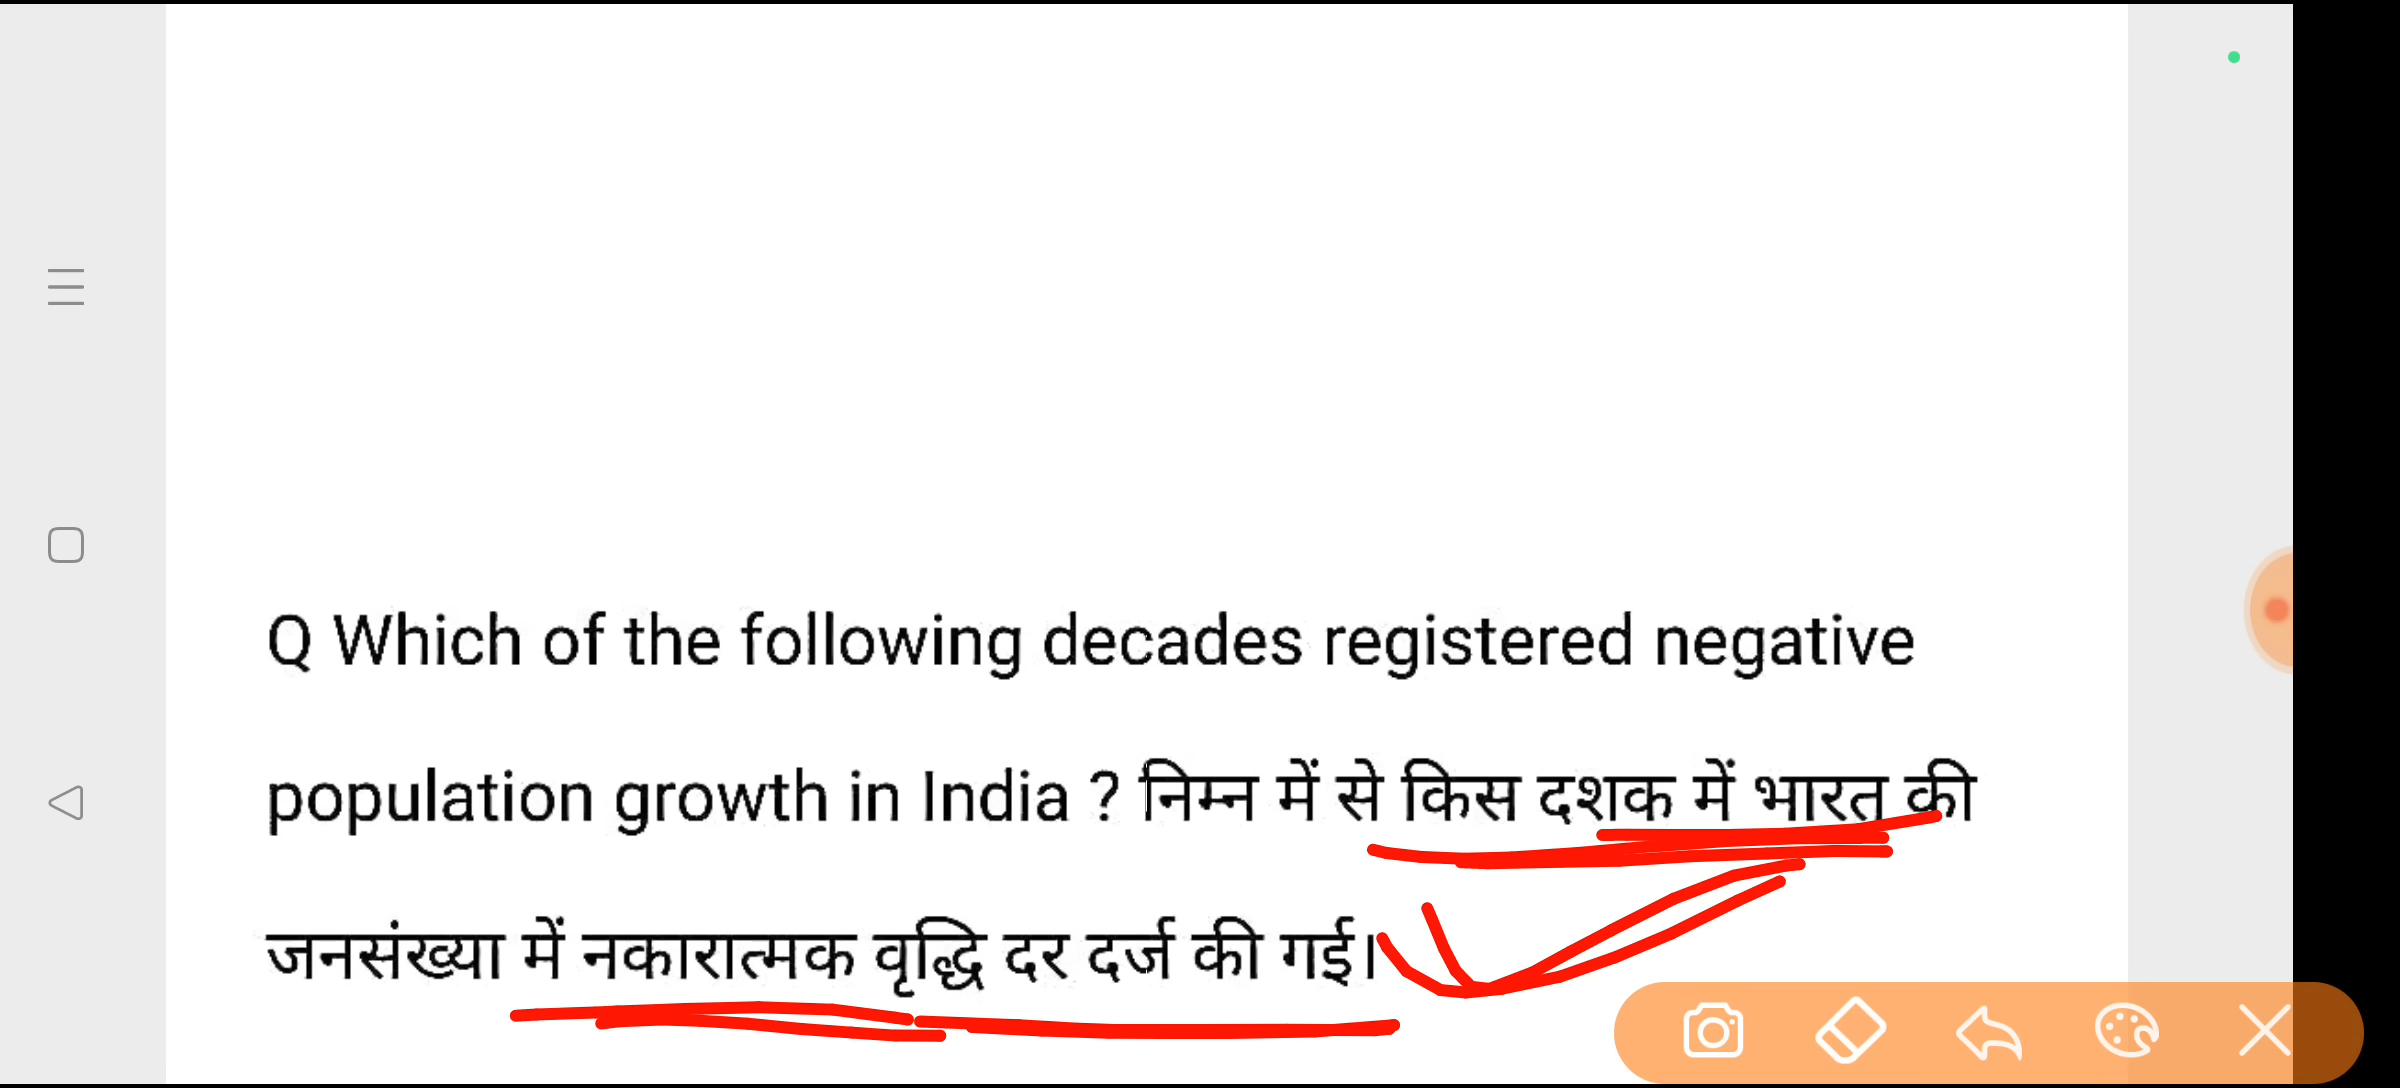 Q Which of the following decades registered negative
population growth in India ? निम्न में से किस दशक में भारत की
जनसंख्या में नकारात्मक वृद्धि दर दर्ज की गई।